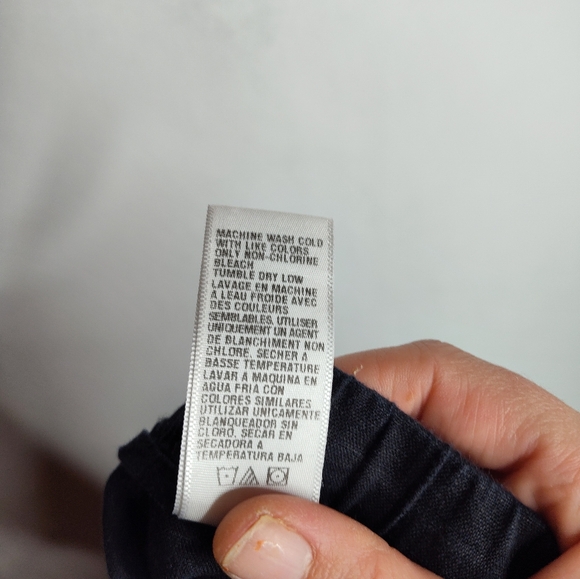 MACHINE WASH COLD
WITH LIKE COLORS
ONLY NON-CHLORINE
BLEACH
TUMBLE DRY LOW
LAVAGE EN MACHINE
A LEAU FROIDE AVEC
DES COULEURS
SEMBLABLES, UTILISER
UNIQUEMENT UN AGENT
DE BLANCHIMENT NON
CHLORE, SECHER A
BASSE TEMPERATURE
LAVAR A MAQUINA EN
AGUA FRIA CON
COLORES SIMILARES
UTILIZAR UNICAMENTE
BLANQUEADOR SIN
CLORO, SECAR EN
SECADORA A
TEMPERATURA BAJA